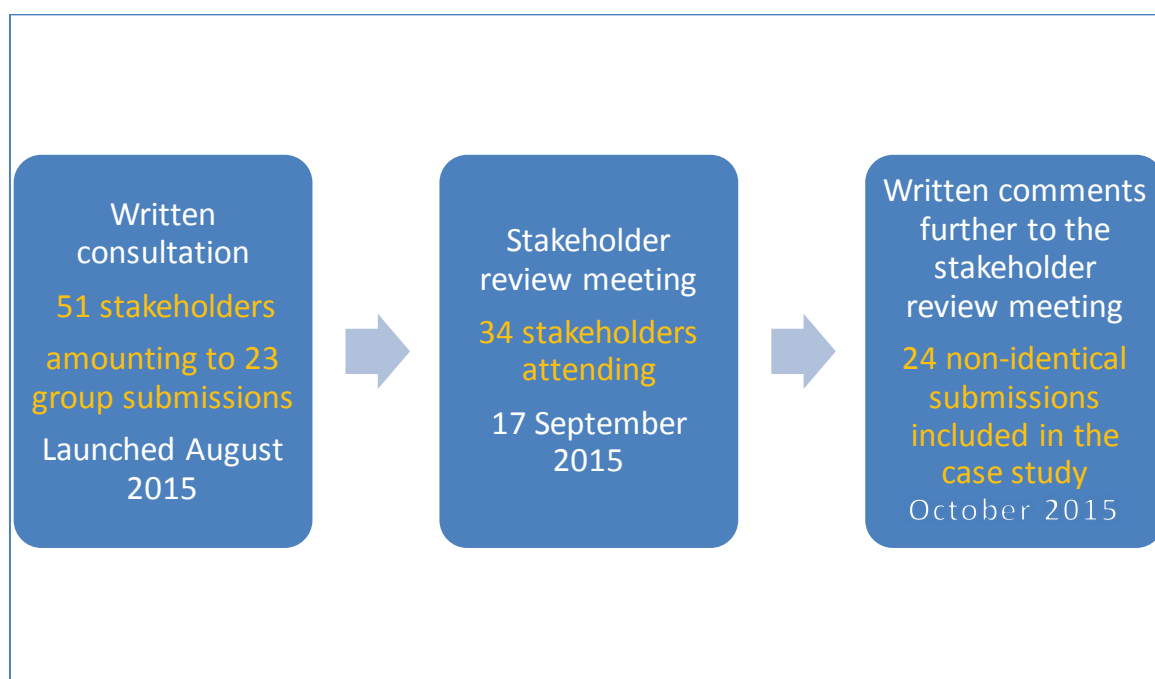 Written
consultation
51 stakeholders
amounting to 23
group submissions
Launched August
2015
Stakeholder
review meeting
34 stakeholders
attending
17 September
2015
Written comments
further to the
stakeholder
review meeting
24 non-identical
submissions
included in the
case study
October 2015